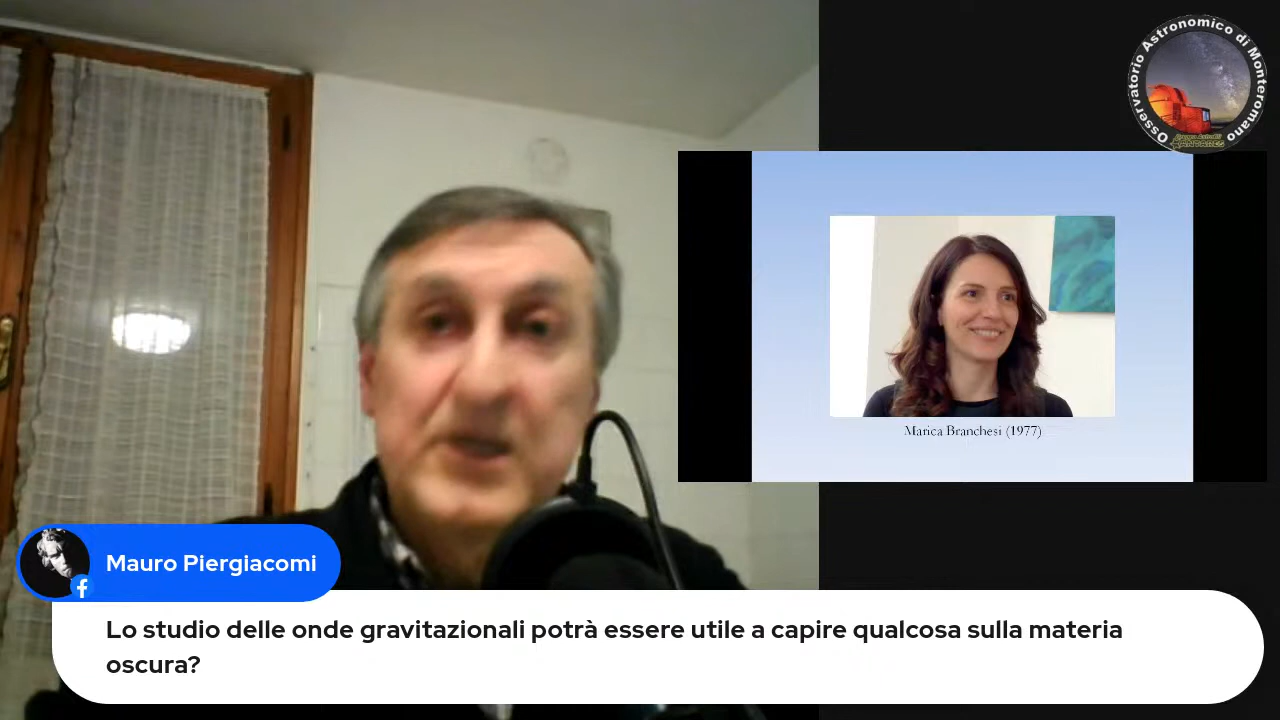 Osservatorio Astronomico di Monteromano
Marica Branchesi (1977)
Mauro Piergiacomi
Lo studio delle onde gravitazionali potrà essere utile a capire qualcosa sulla materia
oscura?